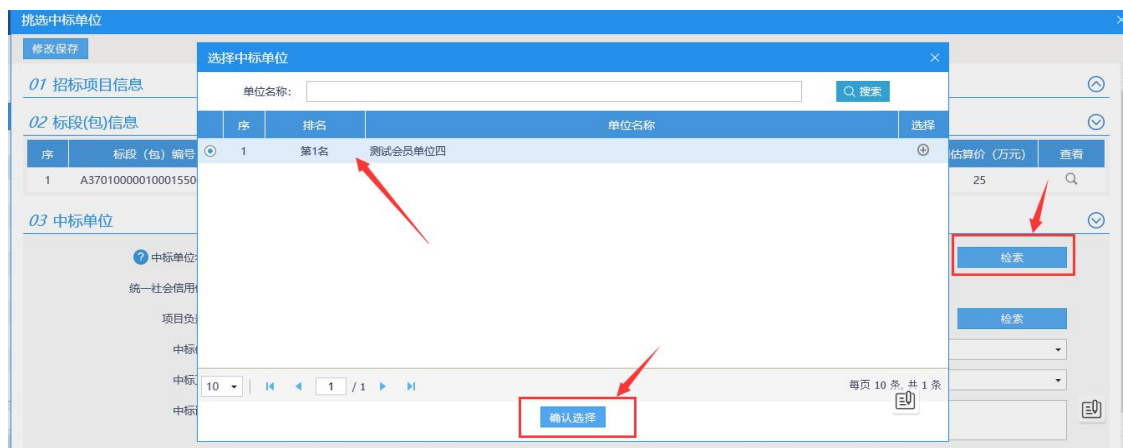 挑选中标单位
修改保存
选择中标单位
01 招标项目信息
单位名称:
搜索
02 标段(包)信息
序 排名 单位名称 选择
序 标段（包）编号
估算价（万元） 查看
1 第1名 测试会员单位四
1 A37010000010001550
25
03 中标单位
中标单位
检索
统一社会信用
项目负
检索
中标
中标
10 1 / 1 每页 10 条, 共 1 条
中标
确认选择